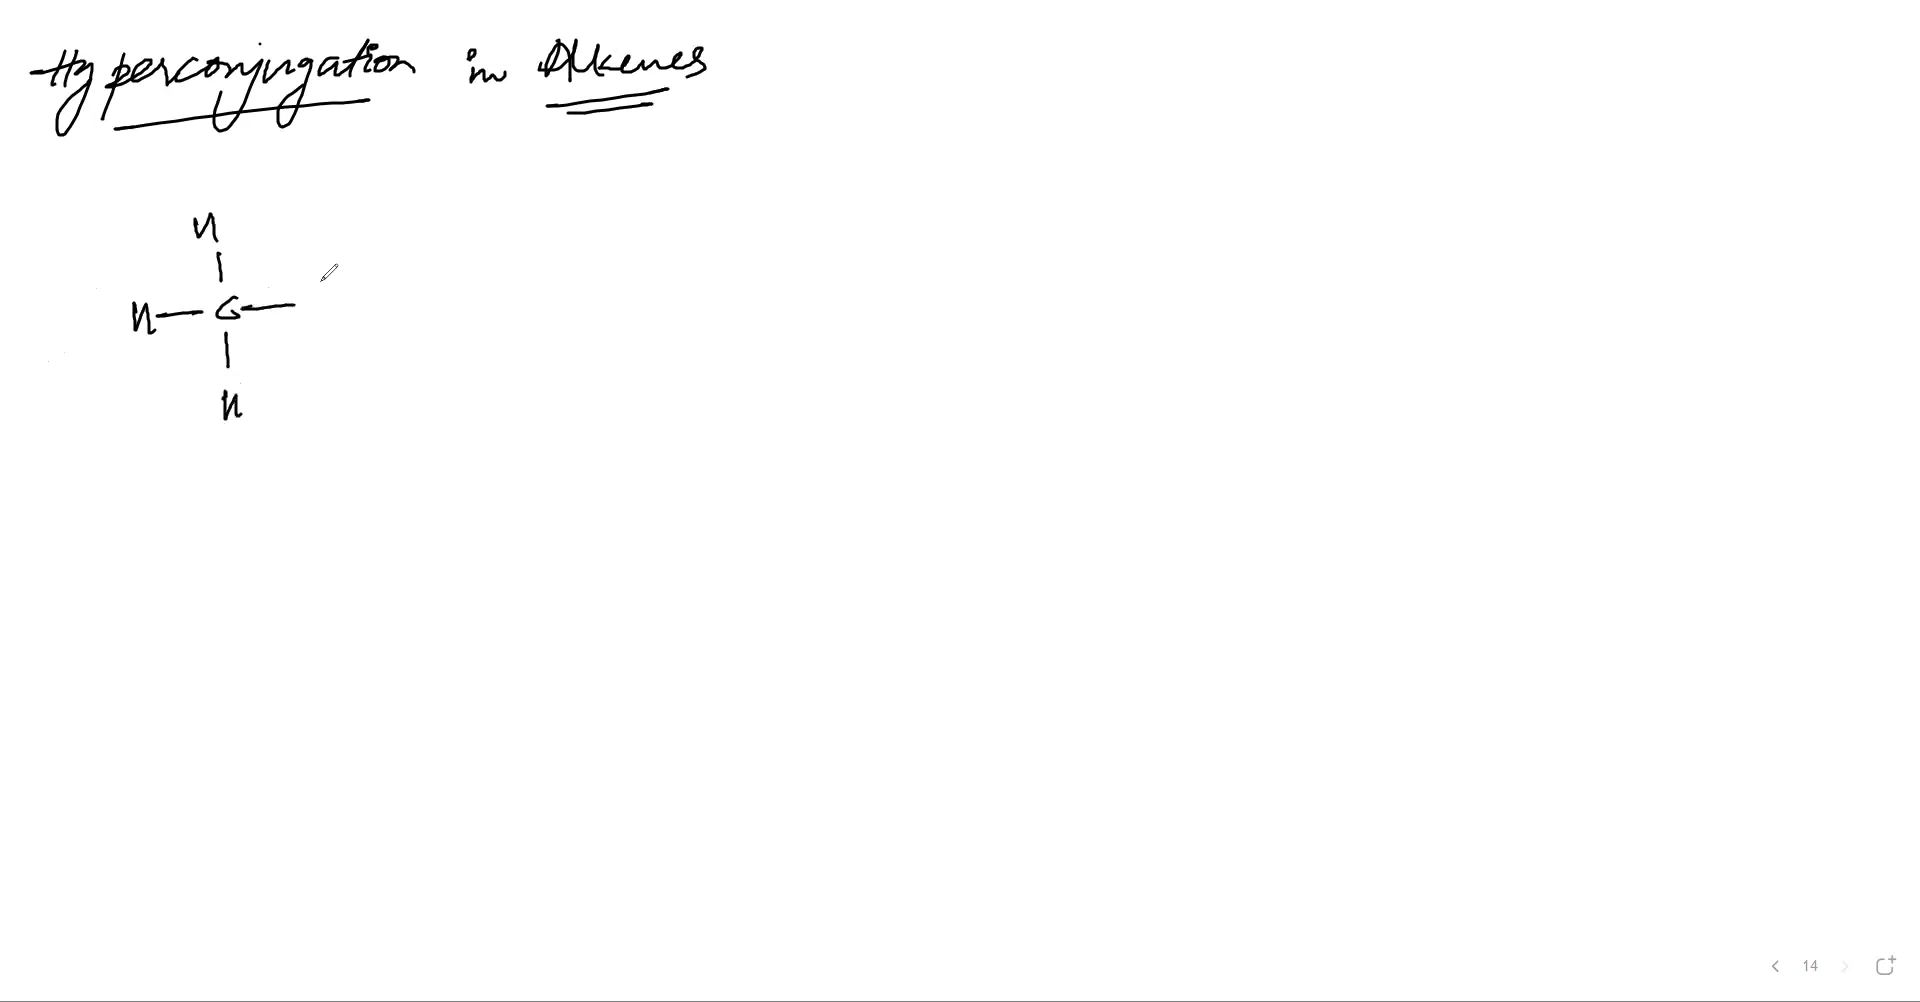 Hyperconjugation in Alkenes
H
H — C —
H
14